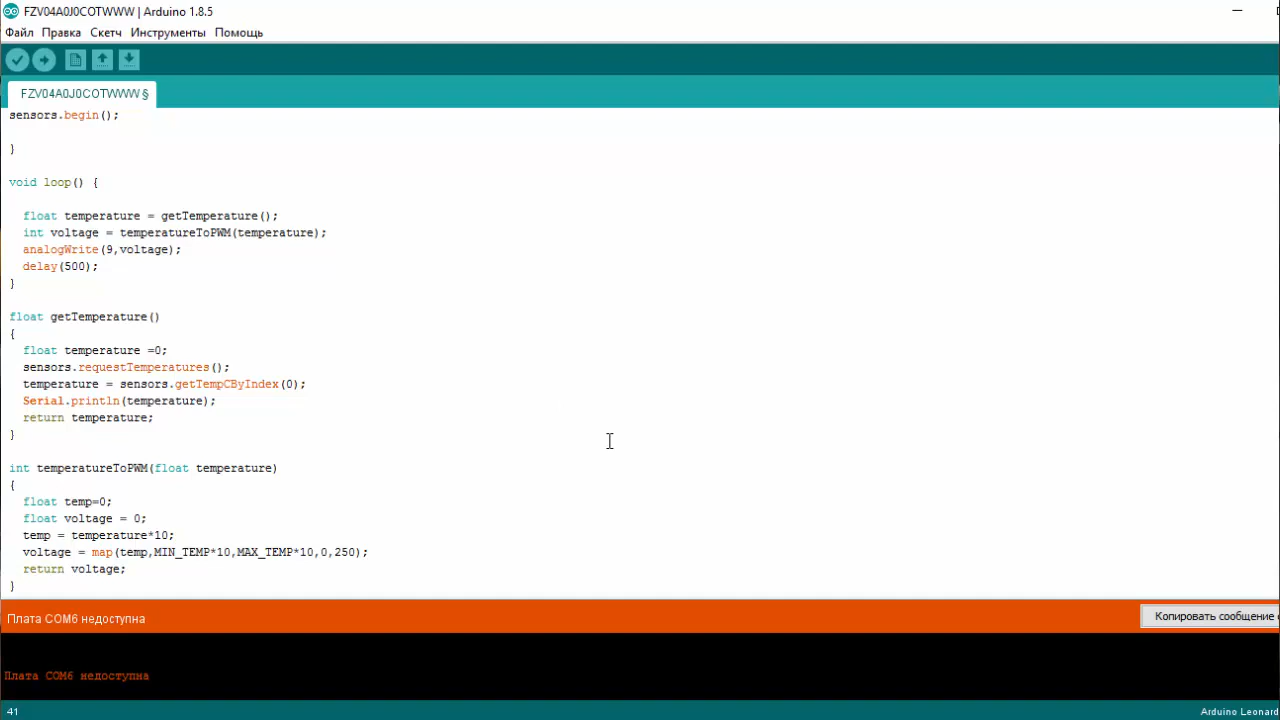 FZV04A0J0COTWWW | Arduino 1.8.5
Файл Правка Скетч Инструменты Помощь
FZV04A0J0COTWWW §
sensors.begin();
}
void loop() {
float temperature = getTemperature();
int voltage = temperatureToPWM(temperature);
analogWrite(9,voltage);
delay(500);
}
float getTemperature()
{
float temperature =0;
sensors.requestTemperatures();
temperature = sensors.getTempCByIndex(0);
Serial.println(temperature);
return temperature;
}
int temperatureToPWM(float temperature)
{
float temp=0;
float voltage = 0;
temp = temperature*10;
voltage = map(temp,MIN_TEMP*10,MAX_TEMP*10,0,250);
return voltage;
}
Плата COM6 недоступна
Копировать сообщение
Плата COM6 недоступна
41
Arduino Leonard